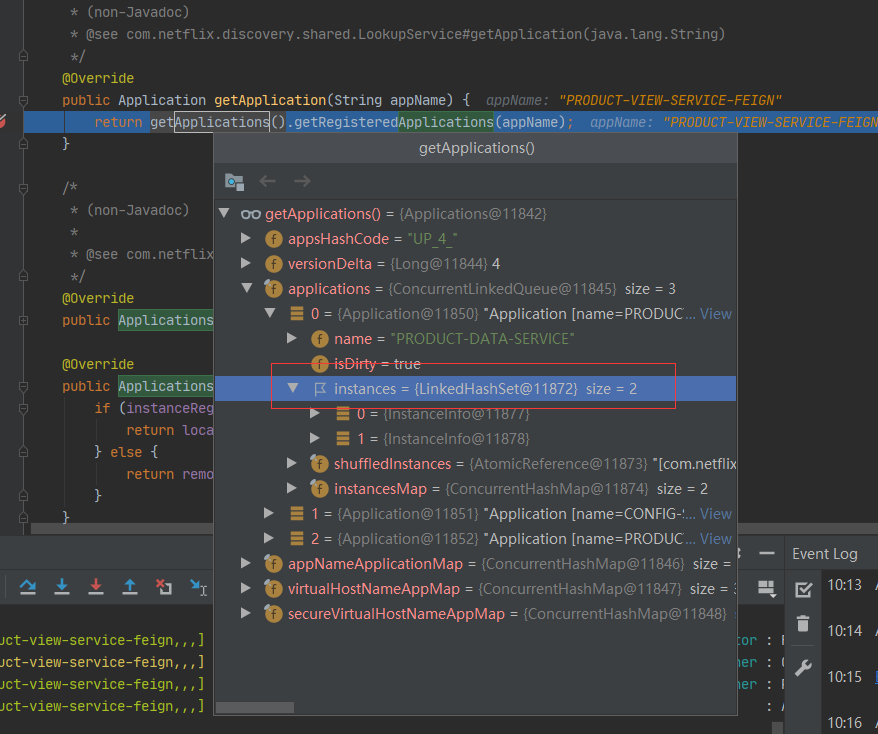 * (non-Javadoc)
* @see com.netflix.discovery.shared.LookupService#getApplication(java.lang.String)
*/
@Override
public Application getApplication(String appName) {  appName: "PRODUCT-VIEW-SERVICE-FEIGN"
return getApplications().getRegisteredApplications(appName);  appName: "PRODUCT-VIEW-SERVICE-FEIGN
}
getApplications()
/*
* (non-Javadoc)
*
* @see com.netflix
*/
@Override
public Applications
@Override
public Applications
if (instanceReg
return loca
} else {
return remo
}
}
getApplications() = {Applications@11842}
appsHashCode = "UP_4_"
versionDelta = {Long@11844} 4
applications = {ConcurrentLinkedQueue@11845}  size = 3
0 = {Application@11850} "Application [name=PRODUC... View
name = "PRODUCT-DATA-SERVICE"
isDirty = true
instances = {LinkedHashSet@11872}  size = 2
0 = {InstanceInfo@11877}
1 = {InstanceInfo@11878}
shuffledInstances = {AtomicReference@11873} "[com.netflix
instancesMap = {ConcurrentHashMap@11874}  size = 2
1 = {Application@11851} "Application [name=CONFIG-S... View
2 = {Application@11852} "Application [name=PRODUC... View
appNameApplicationMap = {ConcurrentHashMap@11846}  size =
virtualHostNameAppMap = {ConcurrentHashMap@11847}  size = 3
secureVirtualHostNameAppMap = {ConcurrentHashMap@11848}
uct-view-service-feign,,,]
uct-view-service-feign,,,]
uct-view-service-feign,,,]
uct-view-service-feign,,,]
tor :
ner :
ner :
:
Event Log
10:13
10:14
10:15
10:16